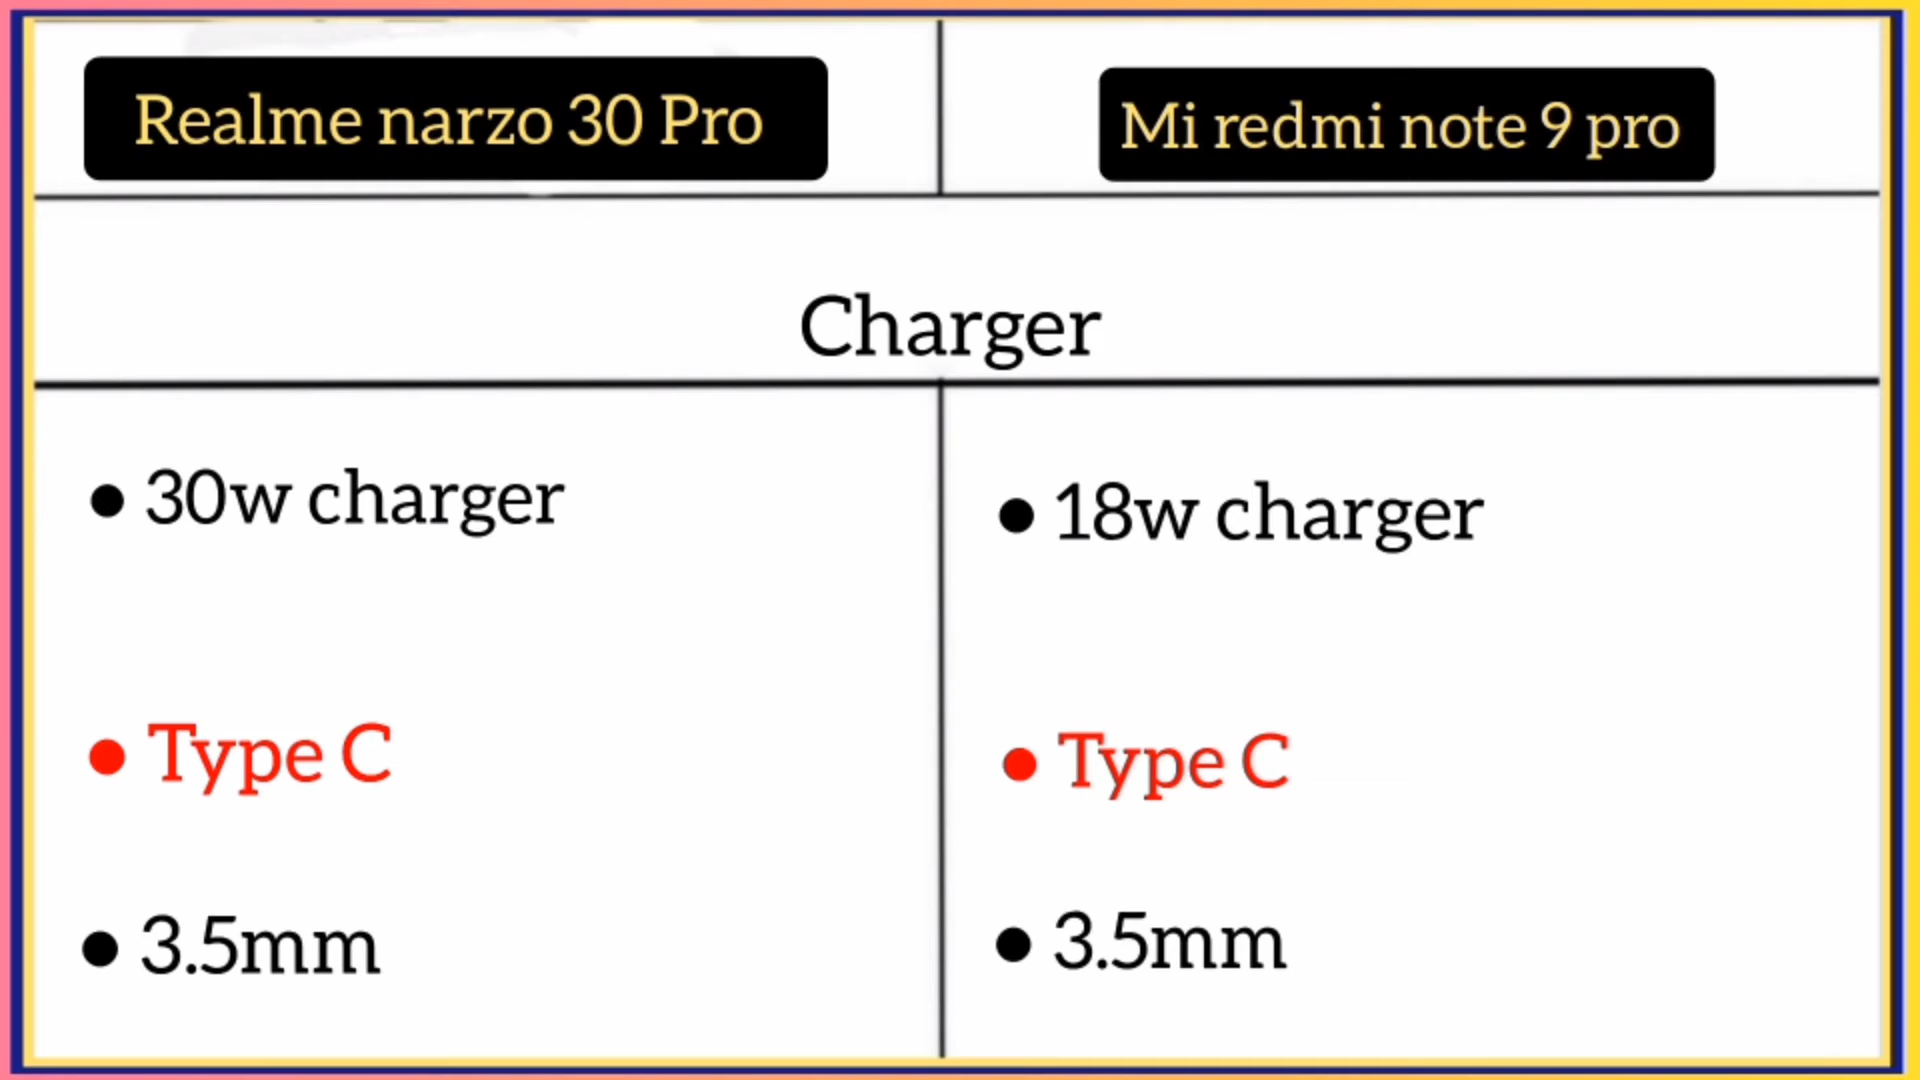 Realme narzo 30 Pro
Mi redmi note 9 pro
Charger
• 30w charger
• 18w charger
• Type C
• Type C
• 3.5mm
• 3.5mm